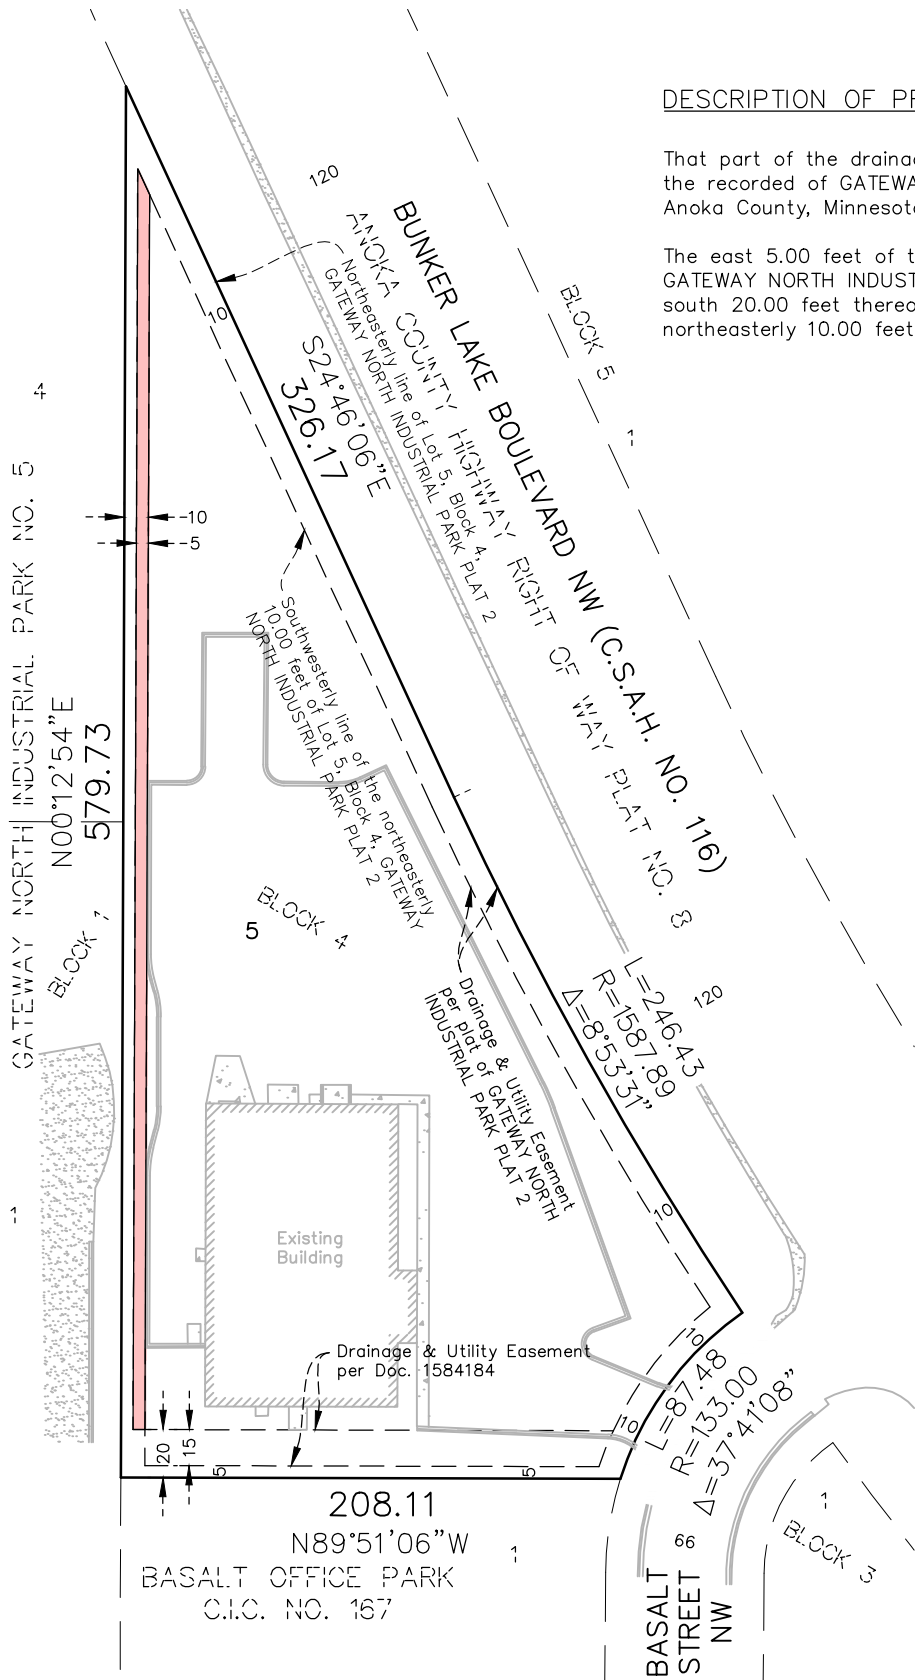 DESCRIPTION OF PR
That part of the drainag
the recorded of GATEWA
Anoka County, Minnesota
The east 5.00 feet of t
GATEWAY NORTH INDUST
south 20.00 feet thereo
northeasterly 10.00 feet
120
BUNKER LAKE BOULEVARD NW (C.S.A.H. NO. 116)
ANOKA COUNTY HIGHWAY RIGHT OF WAY PLAT NO. 8
BLOCK 5
1
Northeasterly line of Lot 5, Block 4,
GATEWAY NORTH INDUSTRIAL PARK PLAT 2
10
S24°46'06"E
326.17
4
GATEWAY NORTH INDUSTRIAL PARK NO. 5
10
5
N00°12'54"E
579.73
BLOCK 1
1
Southwesterly line of the northeasterly
10.00 feet of Lot 5, Block 4, GATEWAY
NORTH INDUSTRIAL PARK PLAT 2
BLOCK 4
5
Drainage & Utility Easement
per plat of GATEWAY NORTH
INDUSTRIAL PARK PLAT 2
L=246.43
R=1587.89
Δ=8°53'31"
120
10
Existing
Building
Drainage & Utility Easement
per Doc. 1584184
10
10
L=87.48
R=133.00
Δ=37°41'08"
20
15
5
5
208.11
N89°51'06"W
BASALT OFFICE PARK
C.I.C. NO. 167
1
66
BASALT
STREET
NW
1
BLOCK 3